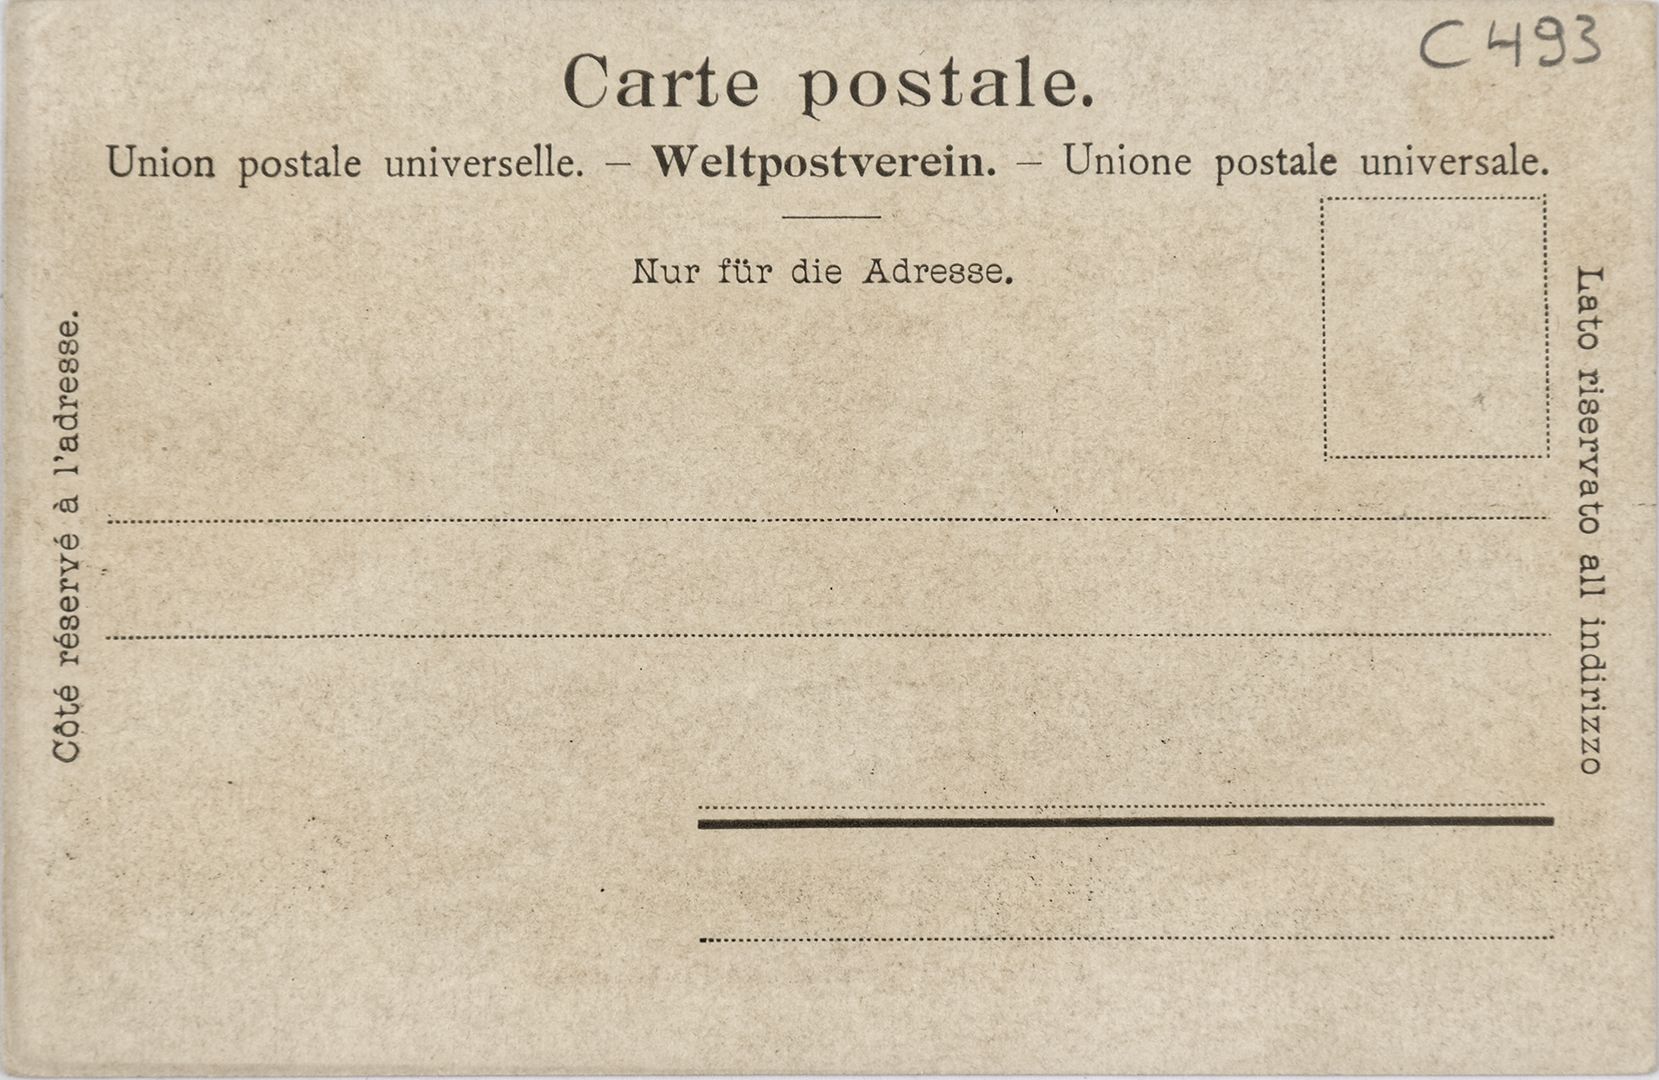 C 493
Carte postale.
Union postale universelle. – Weltpostverein. – Unione postale universale.
Nur für die Adresse.
Côté réservé à l'adresse.
Lato riservato all indirizzo